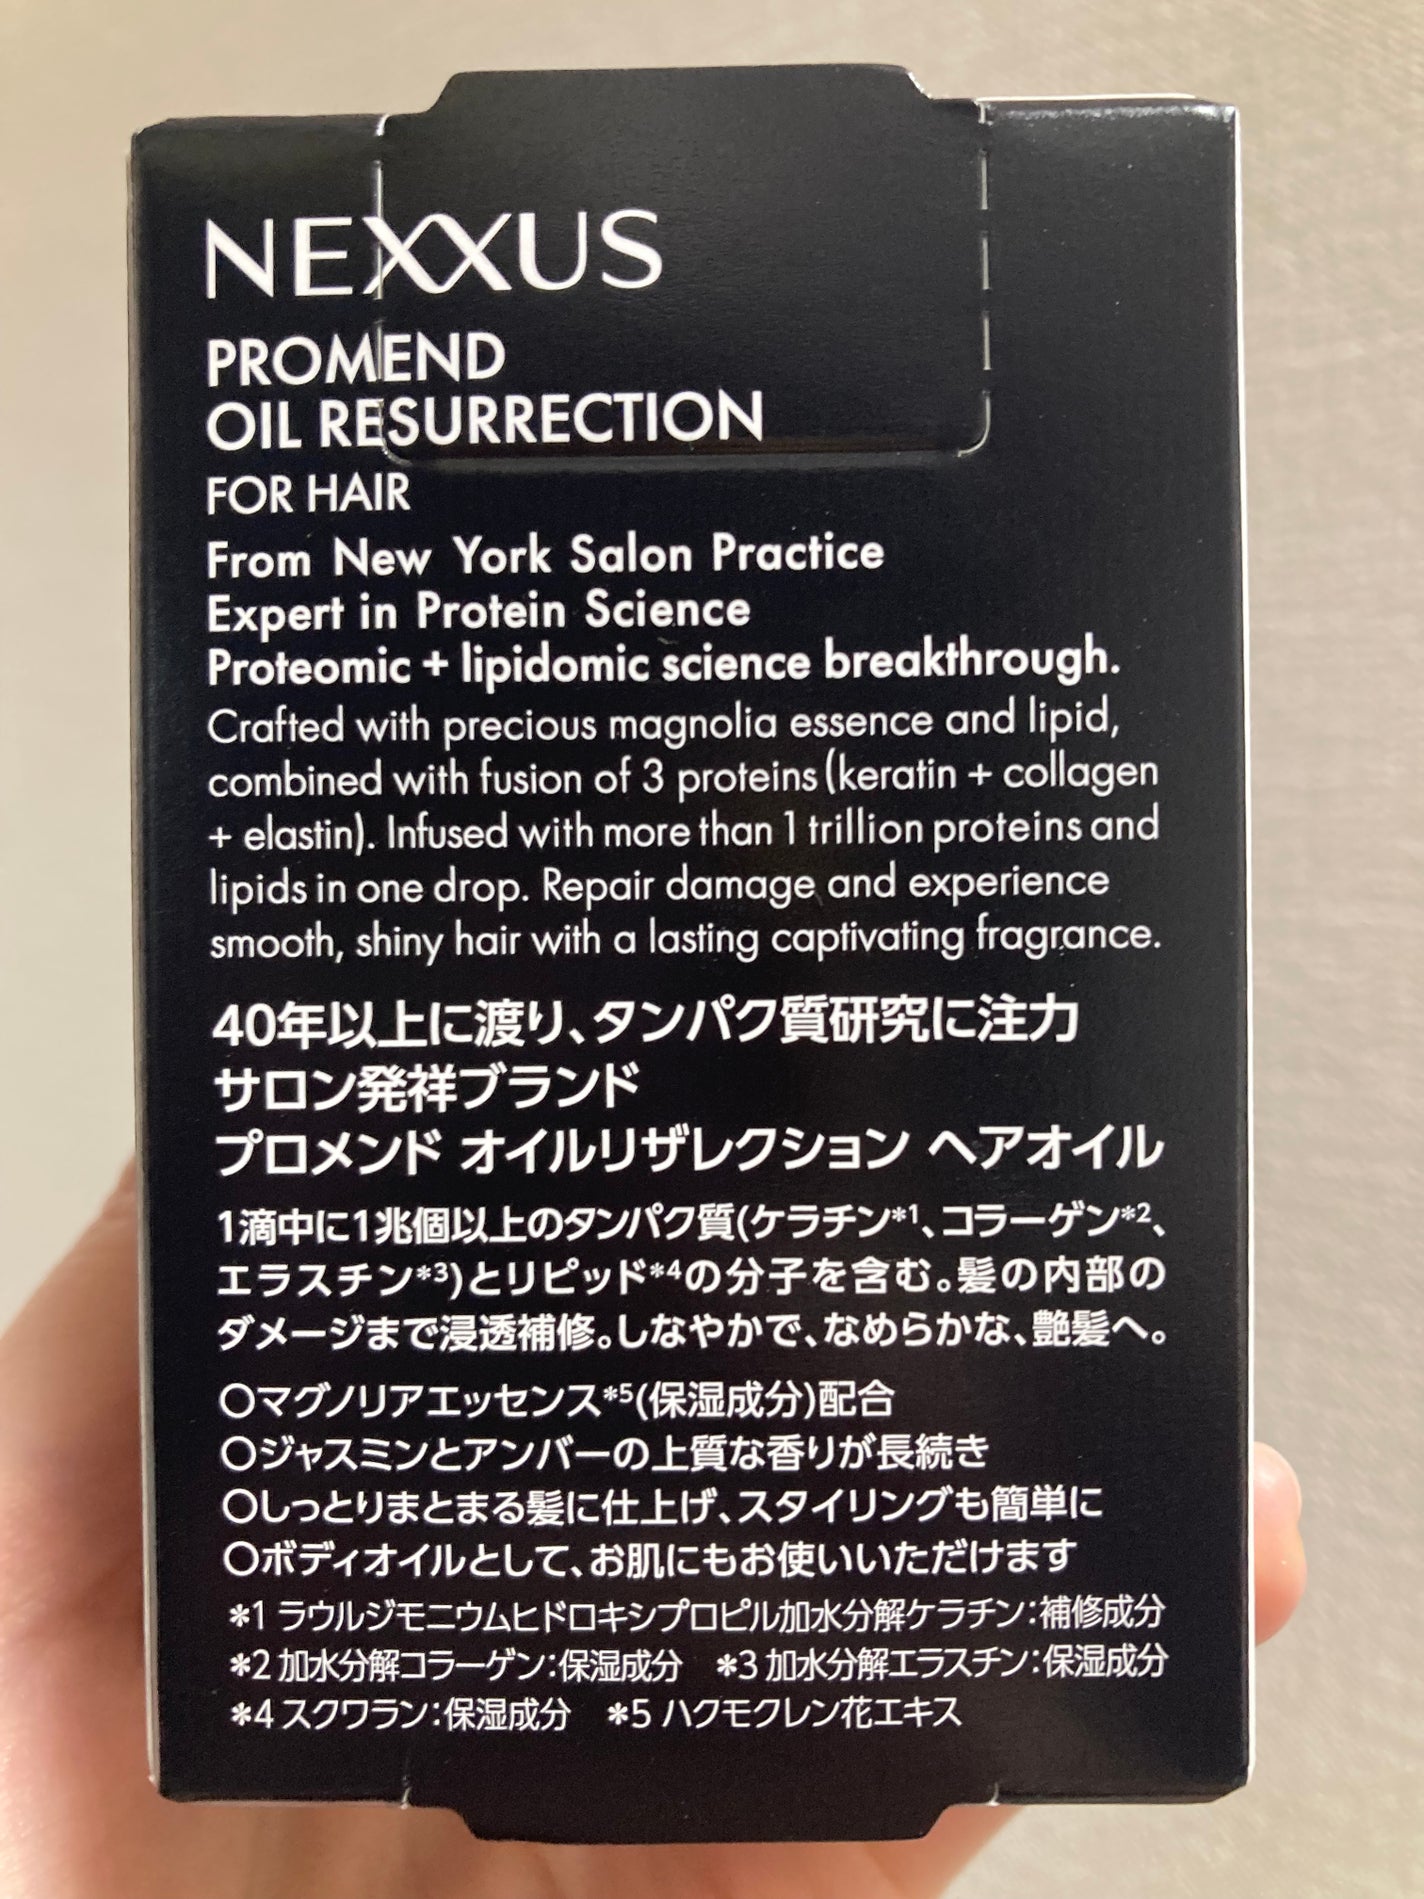 NEXXUS
PROMEND
OIL RESURRECTION
FOR HAIR
From New York Salon Practice
Expert in Protein Science
Proteomic + lipidomic science breakthrough.
Crafted with precious magnolia essence and lipid,
combined with fusion of 3 proteins (keratin + collagen
+ elastin). Infused with more than 1 trillion proteins and
lipids in one drop. Repair damage and experience
smooth, shiny hair with a lasting captivating fragrance.
40年以上に渡り、タンパク質研究に注力
サロン発祥ブランド
プロメンド オイルリザレクション ヘアオイル
1滴中に1兆個以上のタンパク質(ケラチン*1、コラーゲン*2、
エラスチン*3)とリピッド*4の分子を含む。髪の内部の
ダメージまで浸透補修。しなやかで、なめらかな、艶髪へ。
○マグノリアエッセンス*5(保湿成分)配合
○ジャスミンとアンバーの上質な香りが長続き
○しっとりまとまる髪に仕上げ、スタイリングも簡単に
○ボディオイルとして、お肌にもお使いいただけます
*1 ラウルジモニウムヒドロキシプロピル加水分解ケラチン：補修成分
*2 加水分解コラーゲン：保湿成分 *3 加水分解エラスチン：保湿成分
*4 スクワラン：保湿成分 *5 ハクモクレン花エキス